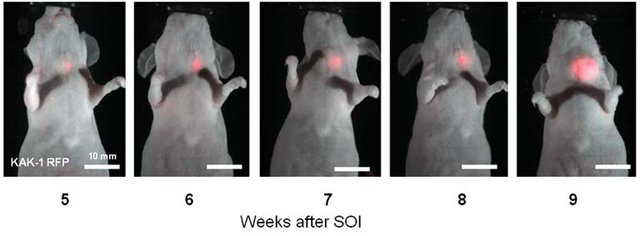 KAK-1 RFP
10 mm
5 6 7 8 9
Weeks after SOI